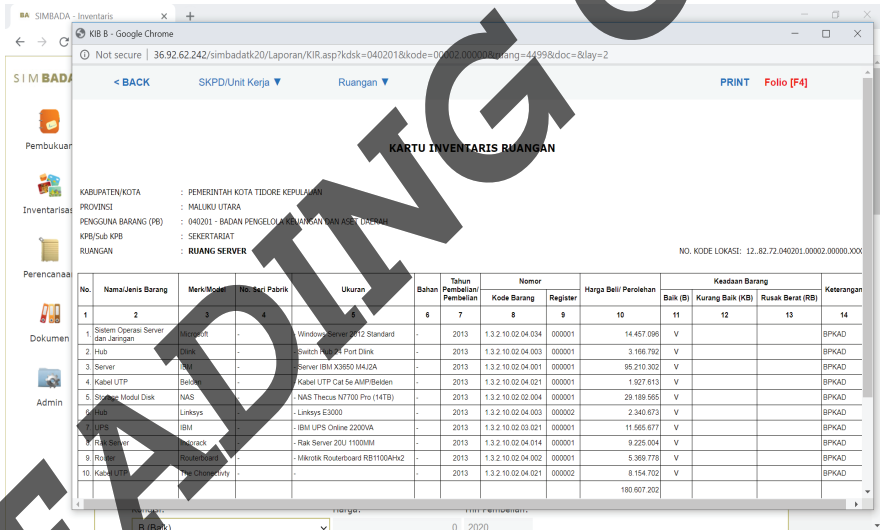 SIMBADA - Inventaris
KIB B - Google Chrome
Not secure | 36.92.62.242/simbadatk20/Laporan/KIR.asp?kdsk=040201&kode=00002.00000&ruang=4499&doc=&lay=2
SIMBADA
< BACK SKPD/Unit Kerja ▼ Ruangan ▼ PRINT Folio [F4]
Pembukuan
Inventarisas
Perencanaa
Dokumen
Admin
KARTU INVENTARIS RUANGAN
KABUPATEN/KOTA : PEMERINTAH KOTA TIDORE KEPULAUAN
PROVINSI : MALUKU UTARA
PENGGUNA BARANG (PB) : 040201 - BADAN PENGELOLA KEUANGAN DAN ASET DAERAH
KPB/Sub KPB : SEKERTARIAT
RUANGAN : RUANG SERVER NO. KODE LOKASI: 12..82.72.040201.00002.00000.XXX
No. Nama/Jenis Barang Merk/Model No. Seri Pabrik Ukuran Bahan Tahun Pembelian/ Pembelian Nomor Kode Barang Register Harga Beli/ Perolehan Keadaan Barang Baik (B) Kurang Baik (KB) Rusak Berat (RB) Keterangan
1 2 3 4 5 6 7 8 9 10 11 12 13 14
1. Sistem Operasi Server dan Jaringan Microsoft - - Windows Server 2012 Standard - 2013 1.3.2.10.02.04.034 000001 14.457.096 V BPKAD
2. Hub Dlink - - Switch Hub 24 Port Dlink - 2013 1.3.2.10.02.04.003 000001 3.166.792 V BPKAD
3. Server IBM - - Server IBM X3650 M4J2A - 2013 1.3.2.10.02.04.001 000001 95.210.302 V BPKAD
4. Kabel UTP Belden - - Kabel UTP Cat 5e AMP/Belden - 2013 1.3.2.10.02.04.021 000001 1.927.613 V BPKAD
5. Storage Modul Disk NAS - - NAS Thecus N7700 Pro (14TB) - 2013 1.3.2.10.02.02.004 000001 29.189.565 V BPKAD
6. Hub Linksys - - Linksys E3000 - 2013 1.3.2.10.02.04.003 000002 2.340.673 V BPKAD
7. UPS IBM - - IBM UPS Online 2200VA - 2013 1.3.2.10.02.03.021 000001 11.565.677 V BPKAD
8. Rak Server Indorack - - Rak Server 20U 1100MM - 2013 1.3.2.10.02.04.014 000001 9.225.004 V BPKAD
9. Router Routerboard - - Mikrotik Routerboard RB1100AHx2 - 2013 1.3.2.10.02.04.002 000001 5.369.778 V BPKAD
10. Kabel UTP The Chonectivty - - - 2013 1.3.2.10.02.04.021 000002 8.154.702 V BPKAD
180.607.202
B (Baik) 0 2020